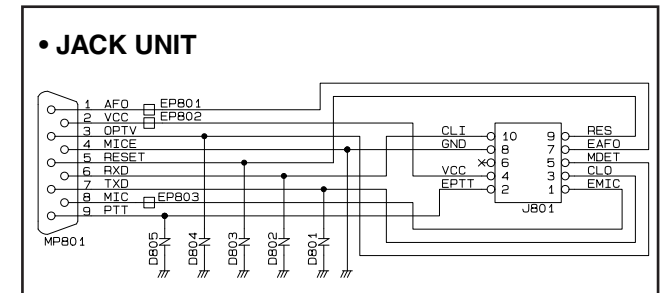 • JACK UNIT
1 AFO EP801
2 VCC EP802
3 OPTV
4 MICE
5 RESET
6 RXD
7 TXD
8 MIC EP803
9 PTT
MP801
D805
D804
D803
D802
D801
CLI 10 9 RES
GND 8 7 EAFO
6 5 MDET
VCC 4 3 CLO
EPTT 2 1 EMIC
J801